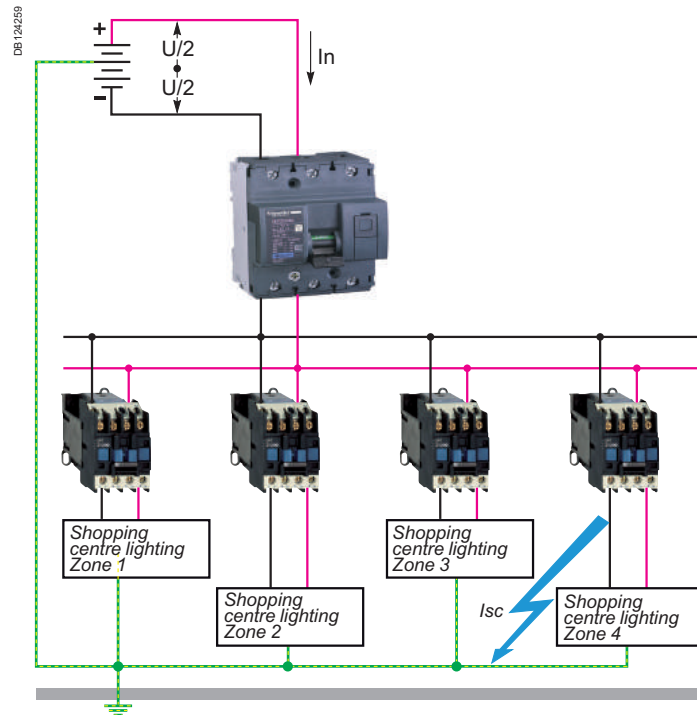 DB124259
+
U/2
U/2
–
In
Shopping
centre lighting
Zone 1
Shopping
centre lighting
Zone 2
Shopping
centre lighting
Zone 3
Shopping
centre lighting
Zone 4
Isc